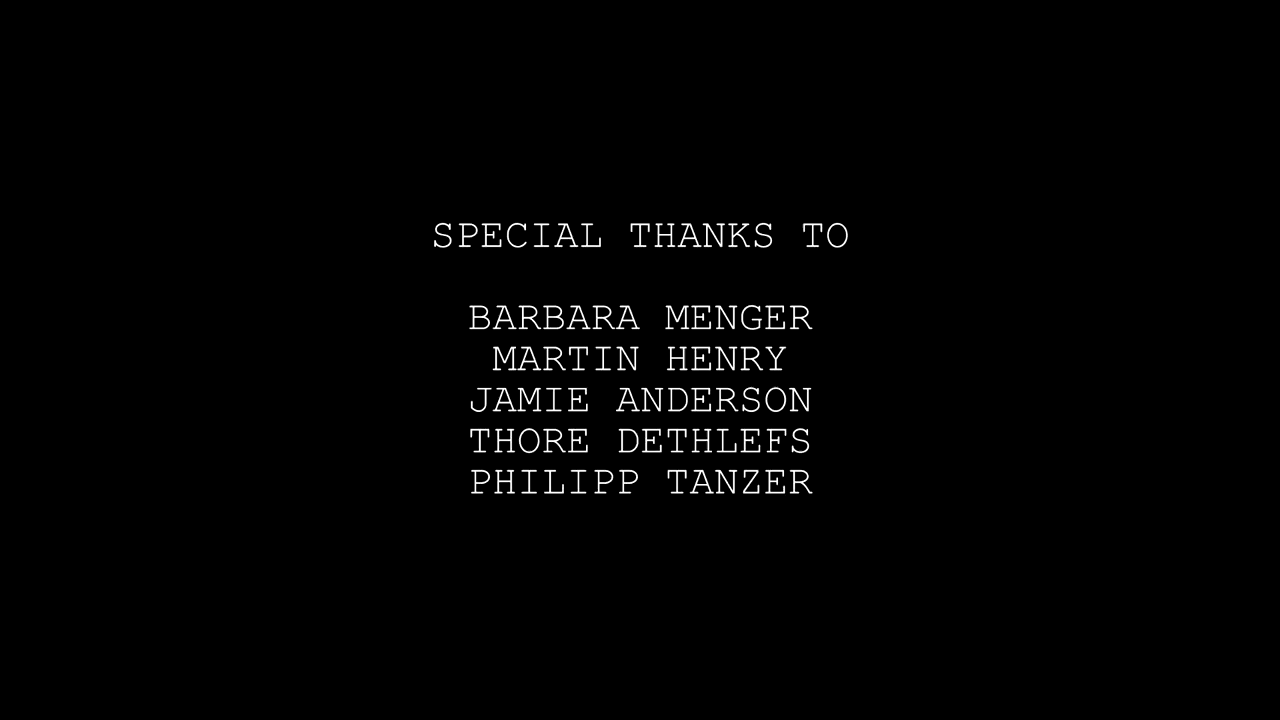 SPECIAL THANKS TO
BARBARA MENGER
MARTIN HENRY
JAMIE ANDERSON
THORE DETHLEFS
PHILIPP TANZER